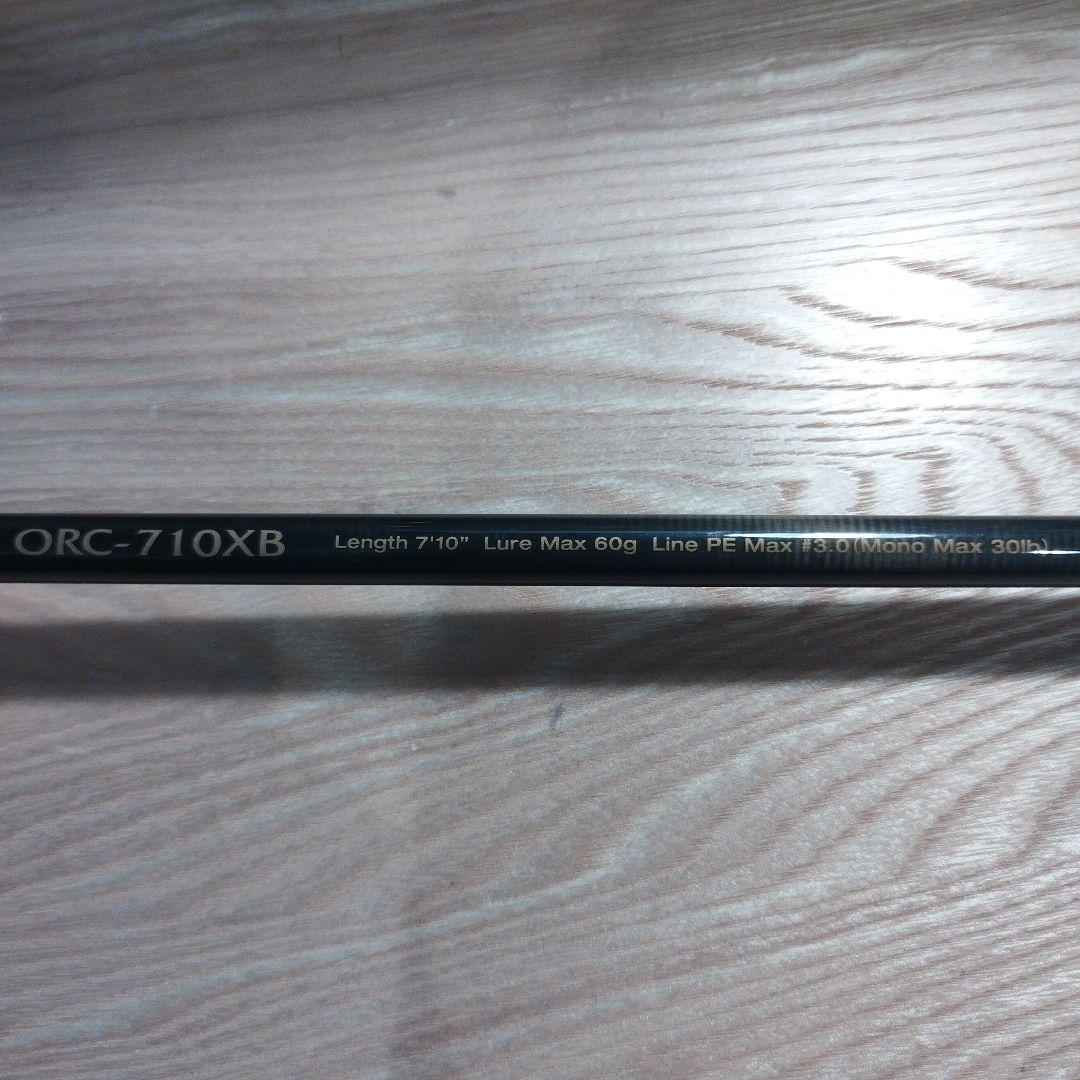 ORC-710XB Length 7'10” Lure Max 60g Line PE Max #3.0(Mono Max 30lb)